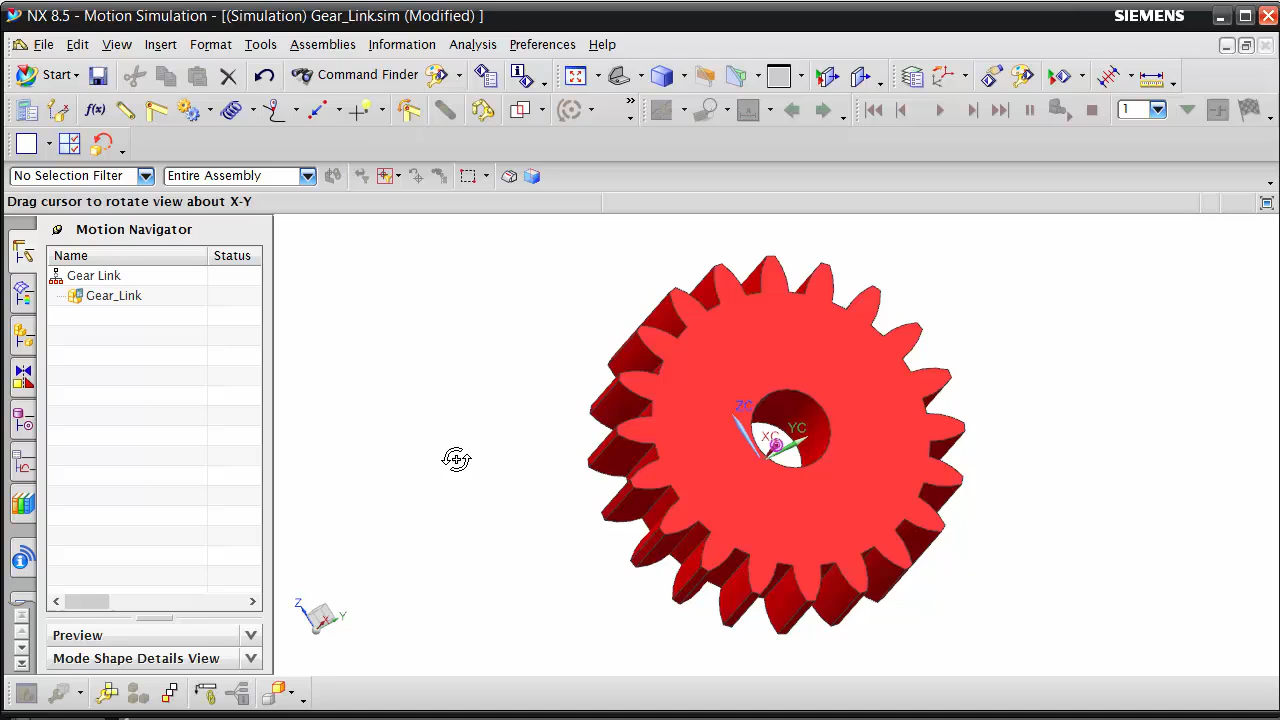 NX 8.5 - Motion Simulation - [(Simulation) Gear_Link.sim (Modified) ]
SIEMENS
File Edit View Insert Format Tools Assemblies Information Analysis Preferences Help
Start Command Finder
1
No Selection Filter Entire Assembly
Drag cursor to rotate view about X-Y
Motion Navigator
Name Status
Gear Link
Gear_Link
ZC
XC YC
Z
Y
X
Preview
Mode Shape Details View